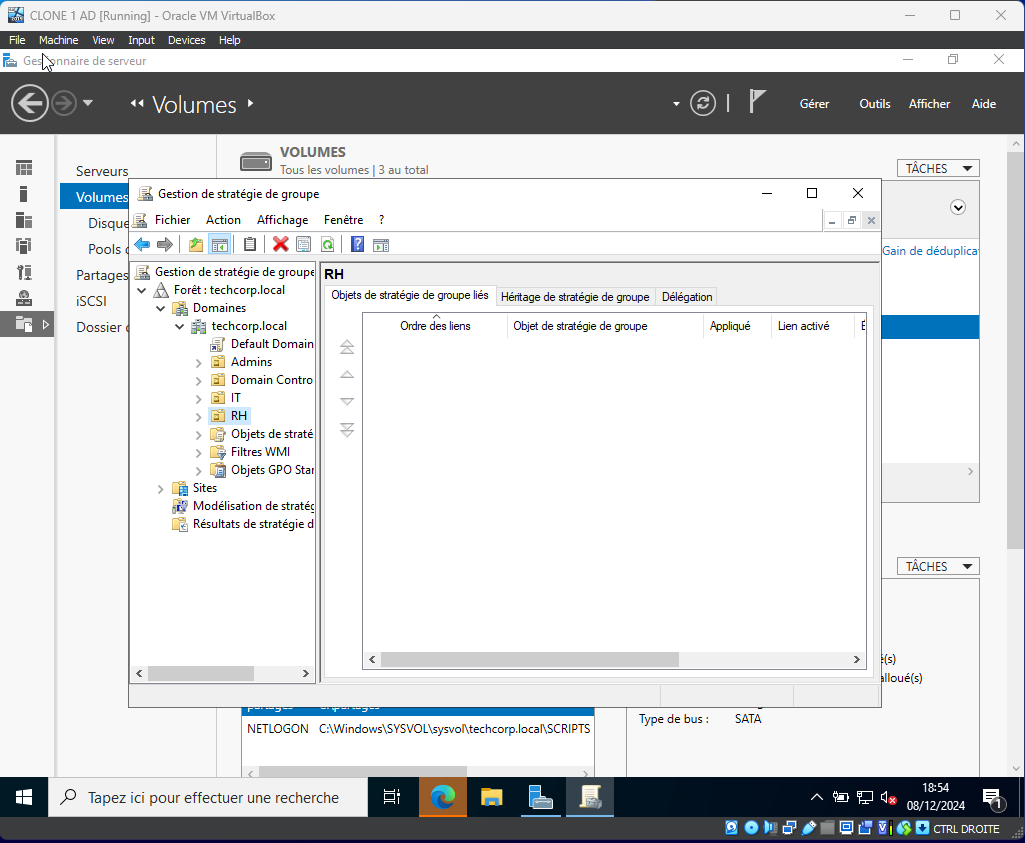 CLONE 1 AD [Running] - Oracle VM VirtualBox
File Machine View Input Devices Help
Gestionnaire de serveur
Volumes
Gérer Outils Afficher Aide
Serveurs
Volumes
Disque
Pools d
Partages
iSCSI
Dossier d
VOLUMES
Tous les volumes | 3 au total
TÂCHES
Gain de déduplica
Gestion de stratégie de groupe
Fichier Action Affichage Fenêtre ?
Gestion de stratégie de groupe
Forêt : techcorp.local
Domaines
techcorp.local
Default Domain
Admins
Domain Contro
IT
RH
Objets de straté
Filtres WMI
Objets GPO Star
Sites
Modélisation de stratég
Résultats de stratégie d
RH
Objets de stratégie de groupe liés Héritage de stratégie de groupe Délégation
Ordre des liens Objet de stratégie de groupe Appliqué Lien activé É
TÂCHES
é(s)
alloué(s)
Type de bus : SATA
NETLOGON C:\Windows\SYSVOL\sysvol\techcorp.local\SCRIPTS
Tapez ici pour effectuer une recherche
18:54
08/12/2024
1
CTRL DROITE